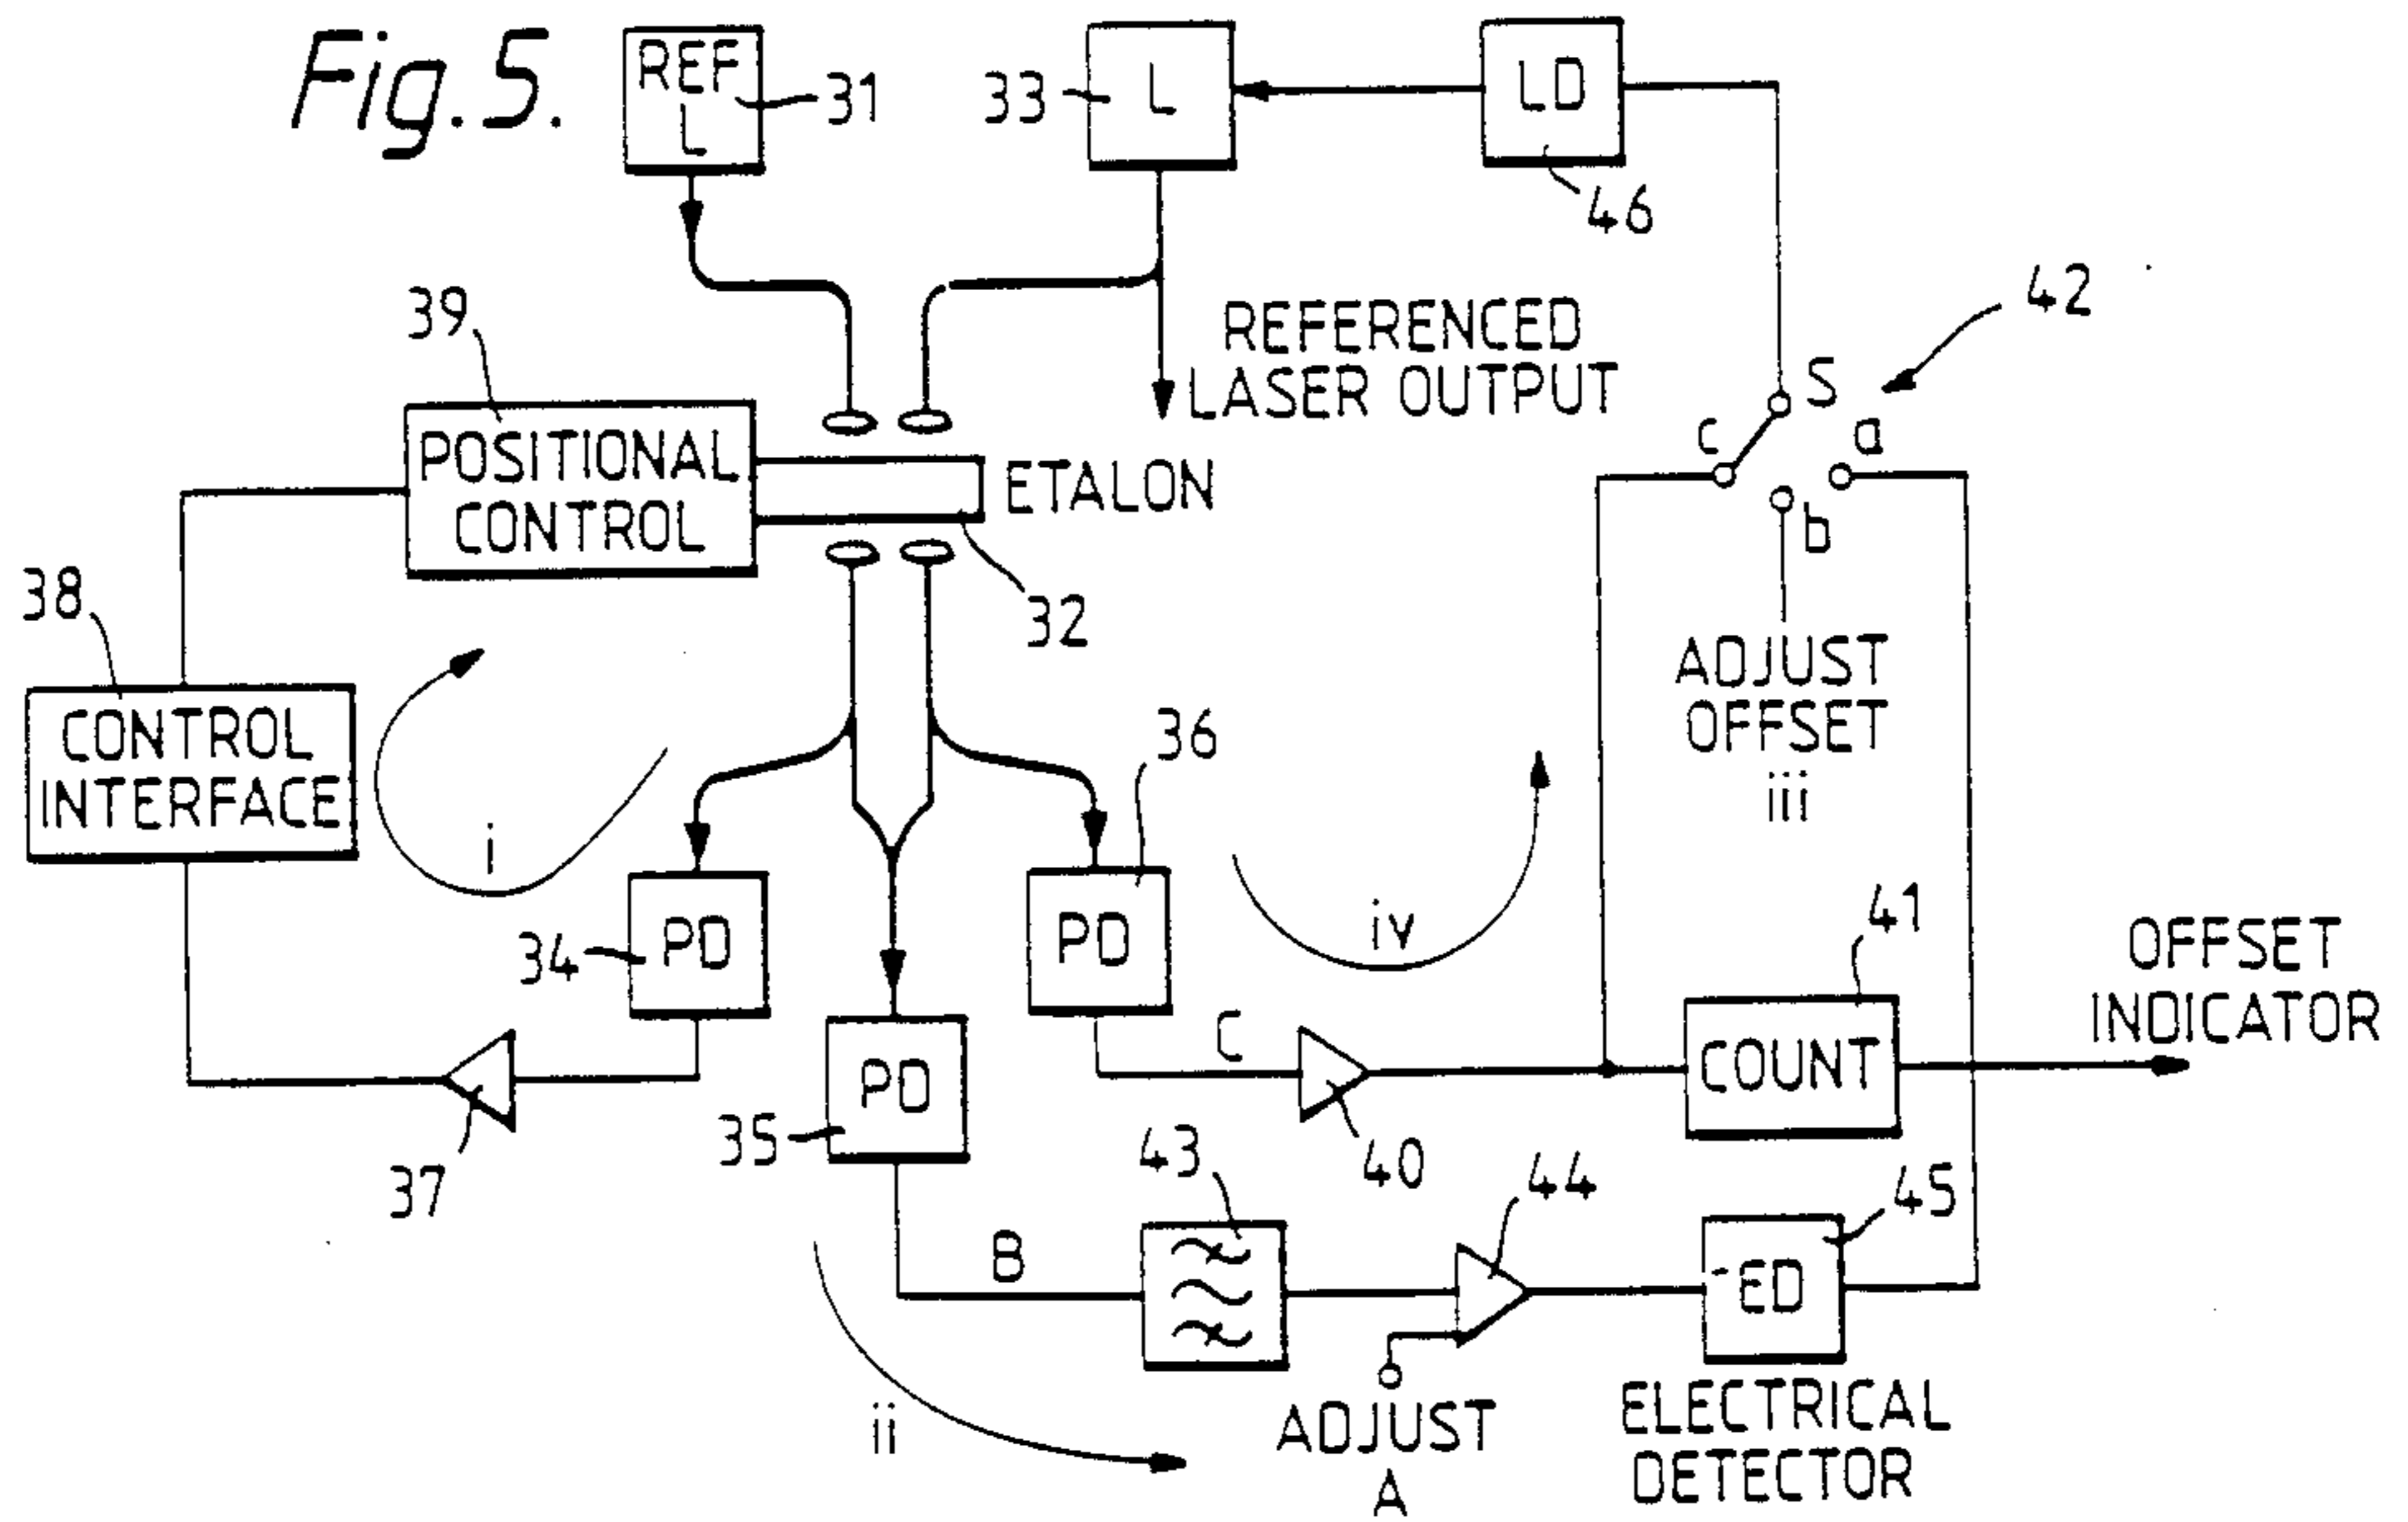 Fig.5.
REF
L
31
33
L
LD
46
42
39
REFERENCED
LASER OUTPUT
S
c
a
b
POSITIONAL
CONTROL
ETALON
32
38
ADJUST
OFFSET
iii
CONTROL
INTERFACE
i
36
34
PD
PD
iv
41
OFFSET
INDICATOR
C
COUNT
35
PD
37
40
43
44
45
B
ED
ii
ADJUST
A
ELECTRICAL
DETECTOR